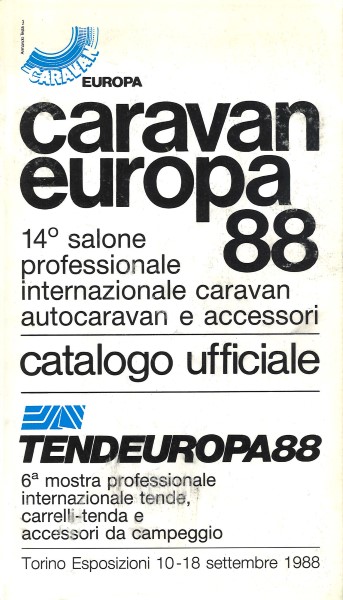 CARAVAN
EUROPA
caravan
europa
88
14º salone
professionale
internazionale caravan
autocaravan e accessori
catalogo ufficiale
TENDEUROPA88
6ª mostra professionale
internazionale tende,
carrelli-tenda e
accessori da campeggio
Torino Esposizioni 10-18 settembre 1988